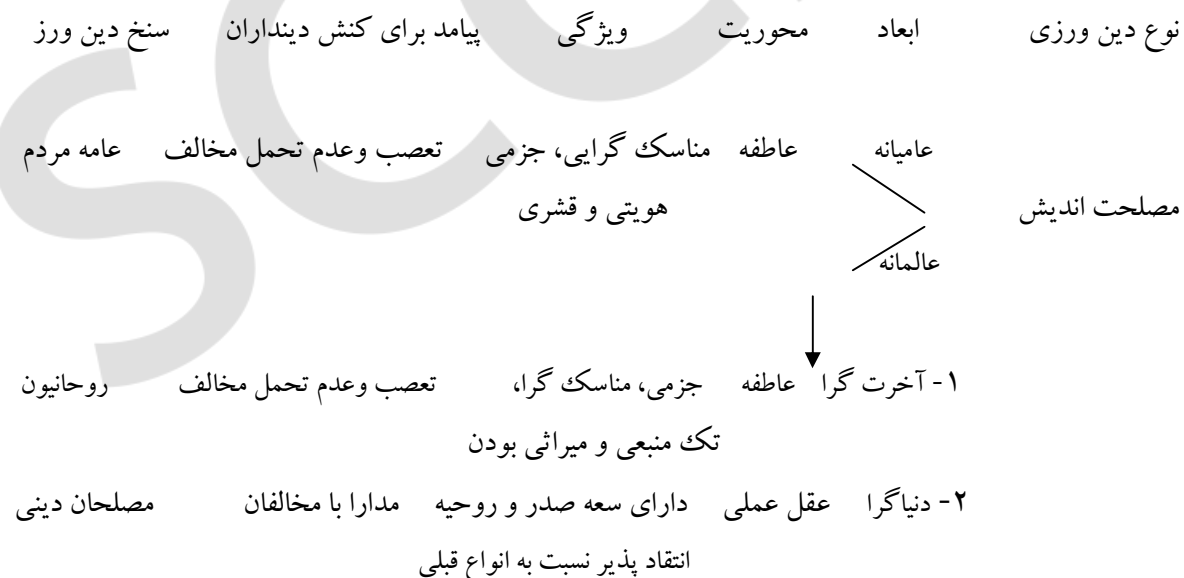 نوع دین ورزی ابعاد محوریت ویژگی پیامد برای کنش دینداران سنخ دین ورز
عامیانه عاطفه مناسک گرایی، جزمی تعصب وعدم تحمل مخالف عامه مردم
مصلحت اندیش هویتی و قشری
عالمانه
۱- آخرت گرا عاطفه جزمی، مناسک گرا، تعصب وعدم تحمل مخالف روحانیون
تک منبعی و میراثی بودن
۲- دنیاگرا عقل عملی دارای سعه صدر و روحیه مدارا با مخالفان مصلحان دینی
انتقاد پذیر نسبت به انواع قبلی